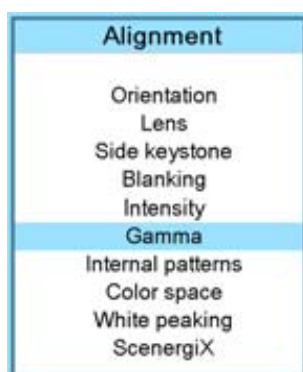 Alignment
Orientation
Lens
Side keystone
Blanking
Intensity
Gamma
Internal patterns
Color space
White peaking
ScenergiX